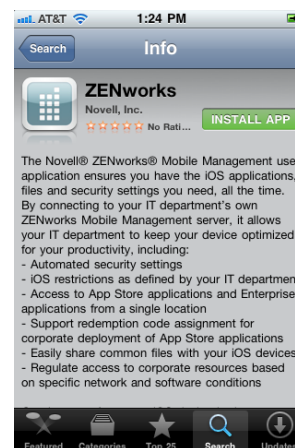 AT&T 1:24 PM
Search Info
ZENworks
Novell, Inc.
No Rati...
INSTALL APP
The Novell® ZENworks® Mobile Management use
application ensures you have the iOS applications,
files and security settings you need, all the time.
By connecting to your IT department's own
ZENworks Mobile Management server, it allows
your IT department to keep your device optimized
for your productivity, including:
- Automated security settings
- iOS restrictions as defined by your IT departmen
- Access to App Store applications and Enterprise
applications from a single location
- Support redemption code assignment for
corporate deployment of App Store applications
- Easily share common files with your iOS devices
- Regulate access to corporate resources based
on specific network and software conditions
Featured Categories Top 25 Search Updates